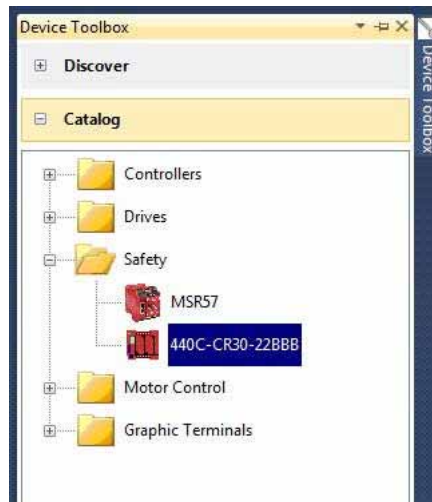 Device Toolbox
Discover
Catalog
Controllers
Drives
Safety
MSR57
440C-CR30-22BBB
Motor Control
Graphic Terminals
Device Toolbox